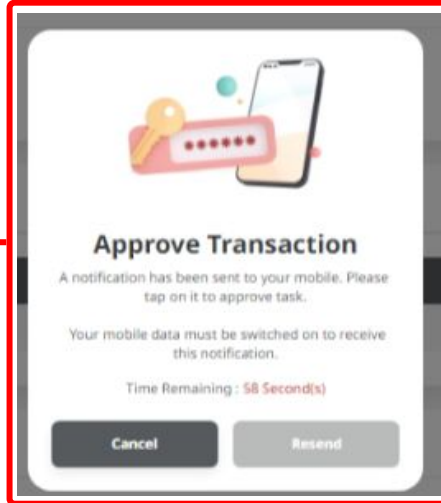 Approve Transaction
A notification has been sent to your mobile. Please
tap on it to approve task.
Your mobile data must be switched on to receive
this notification.
Time Remaining : 58 Second(s)
Cancel
Resend